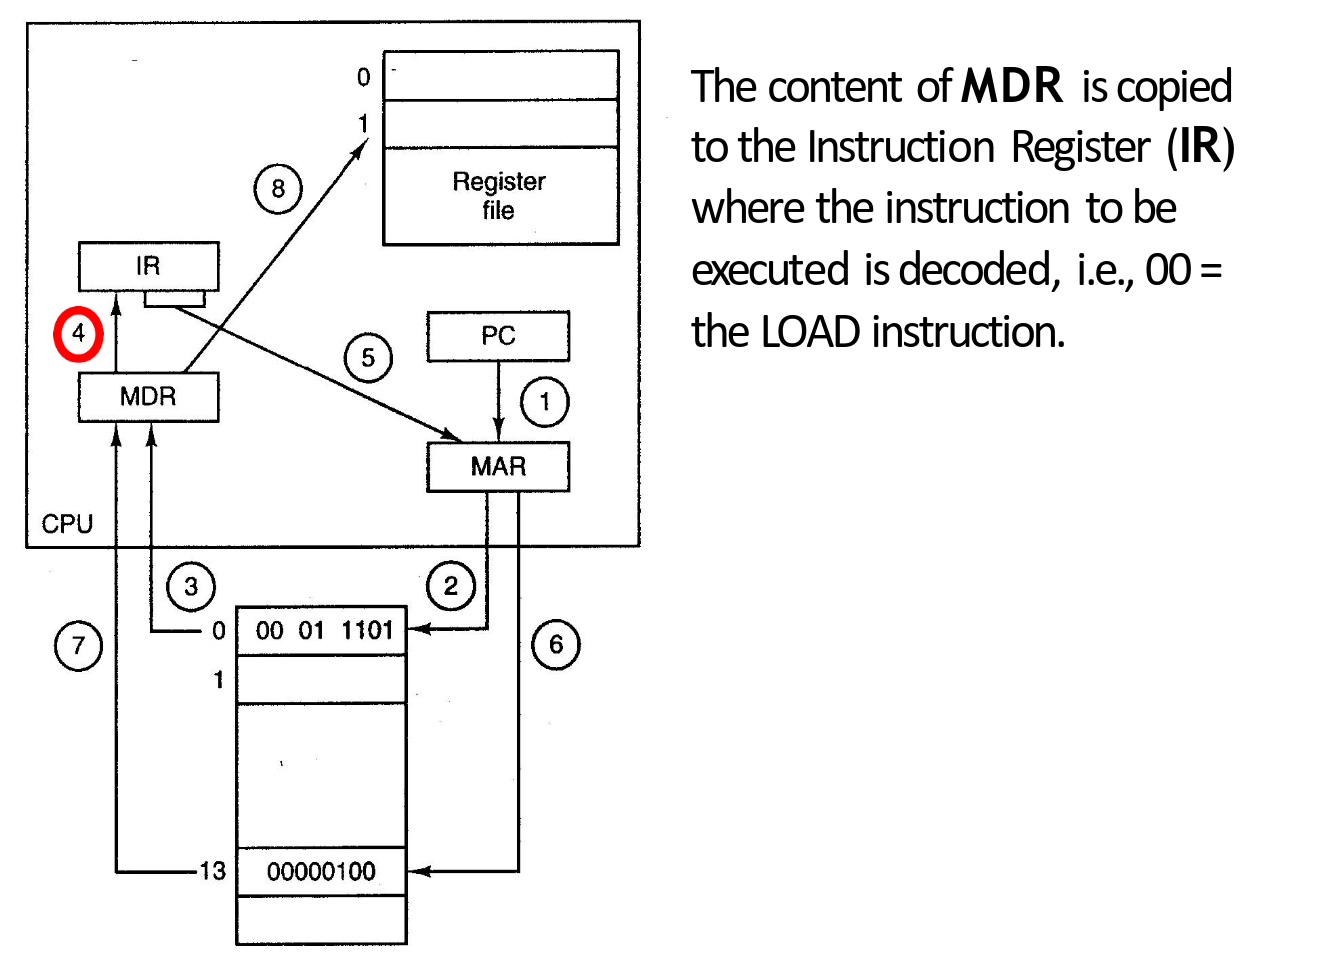 0
1
Register
file
8
IR
4
5
PC
1
MDR
MAR
CPU
3
2
0 00 01 1101
7
6
1
13 00000100
The content of MDR is copied
to the Instruction Register (IR)
where the instruction to be
executed is decoded, i.e., 00 =
the LOAD instruction.